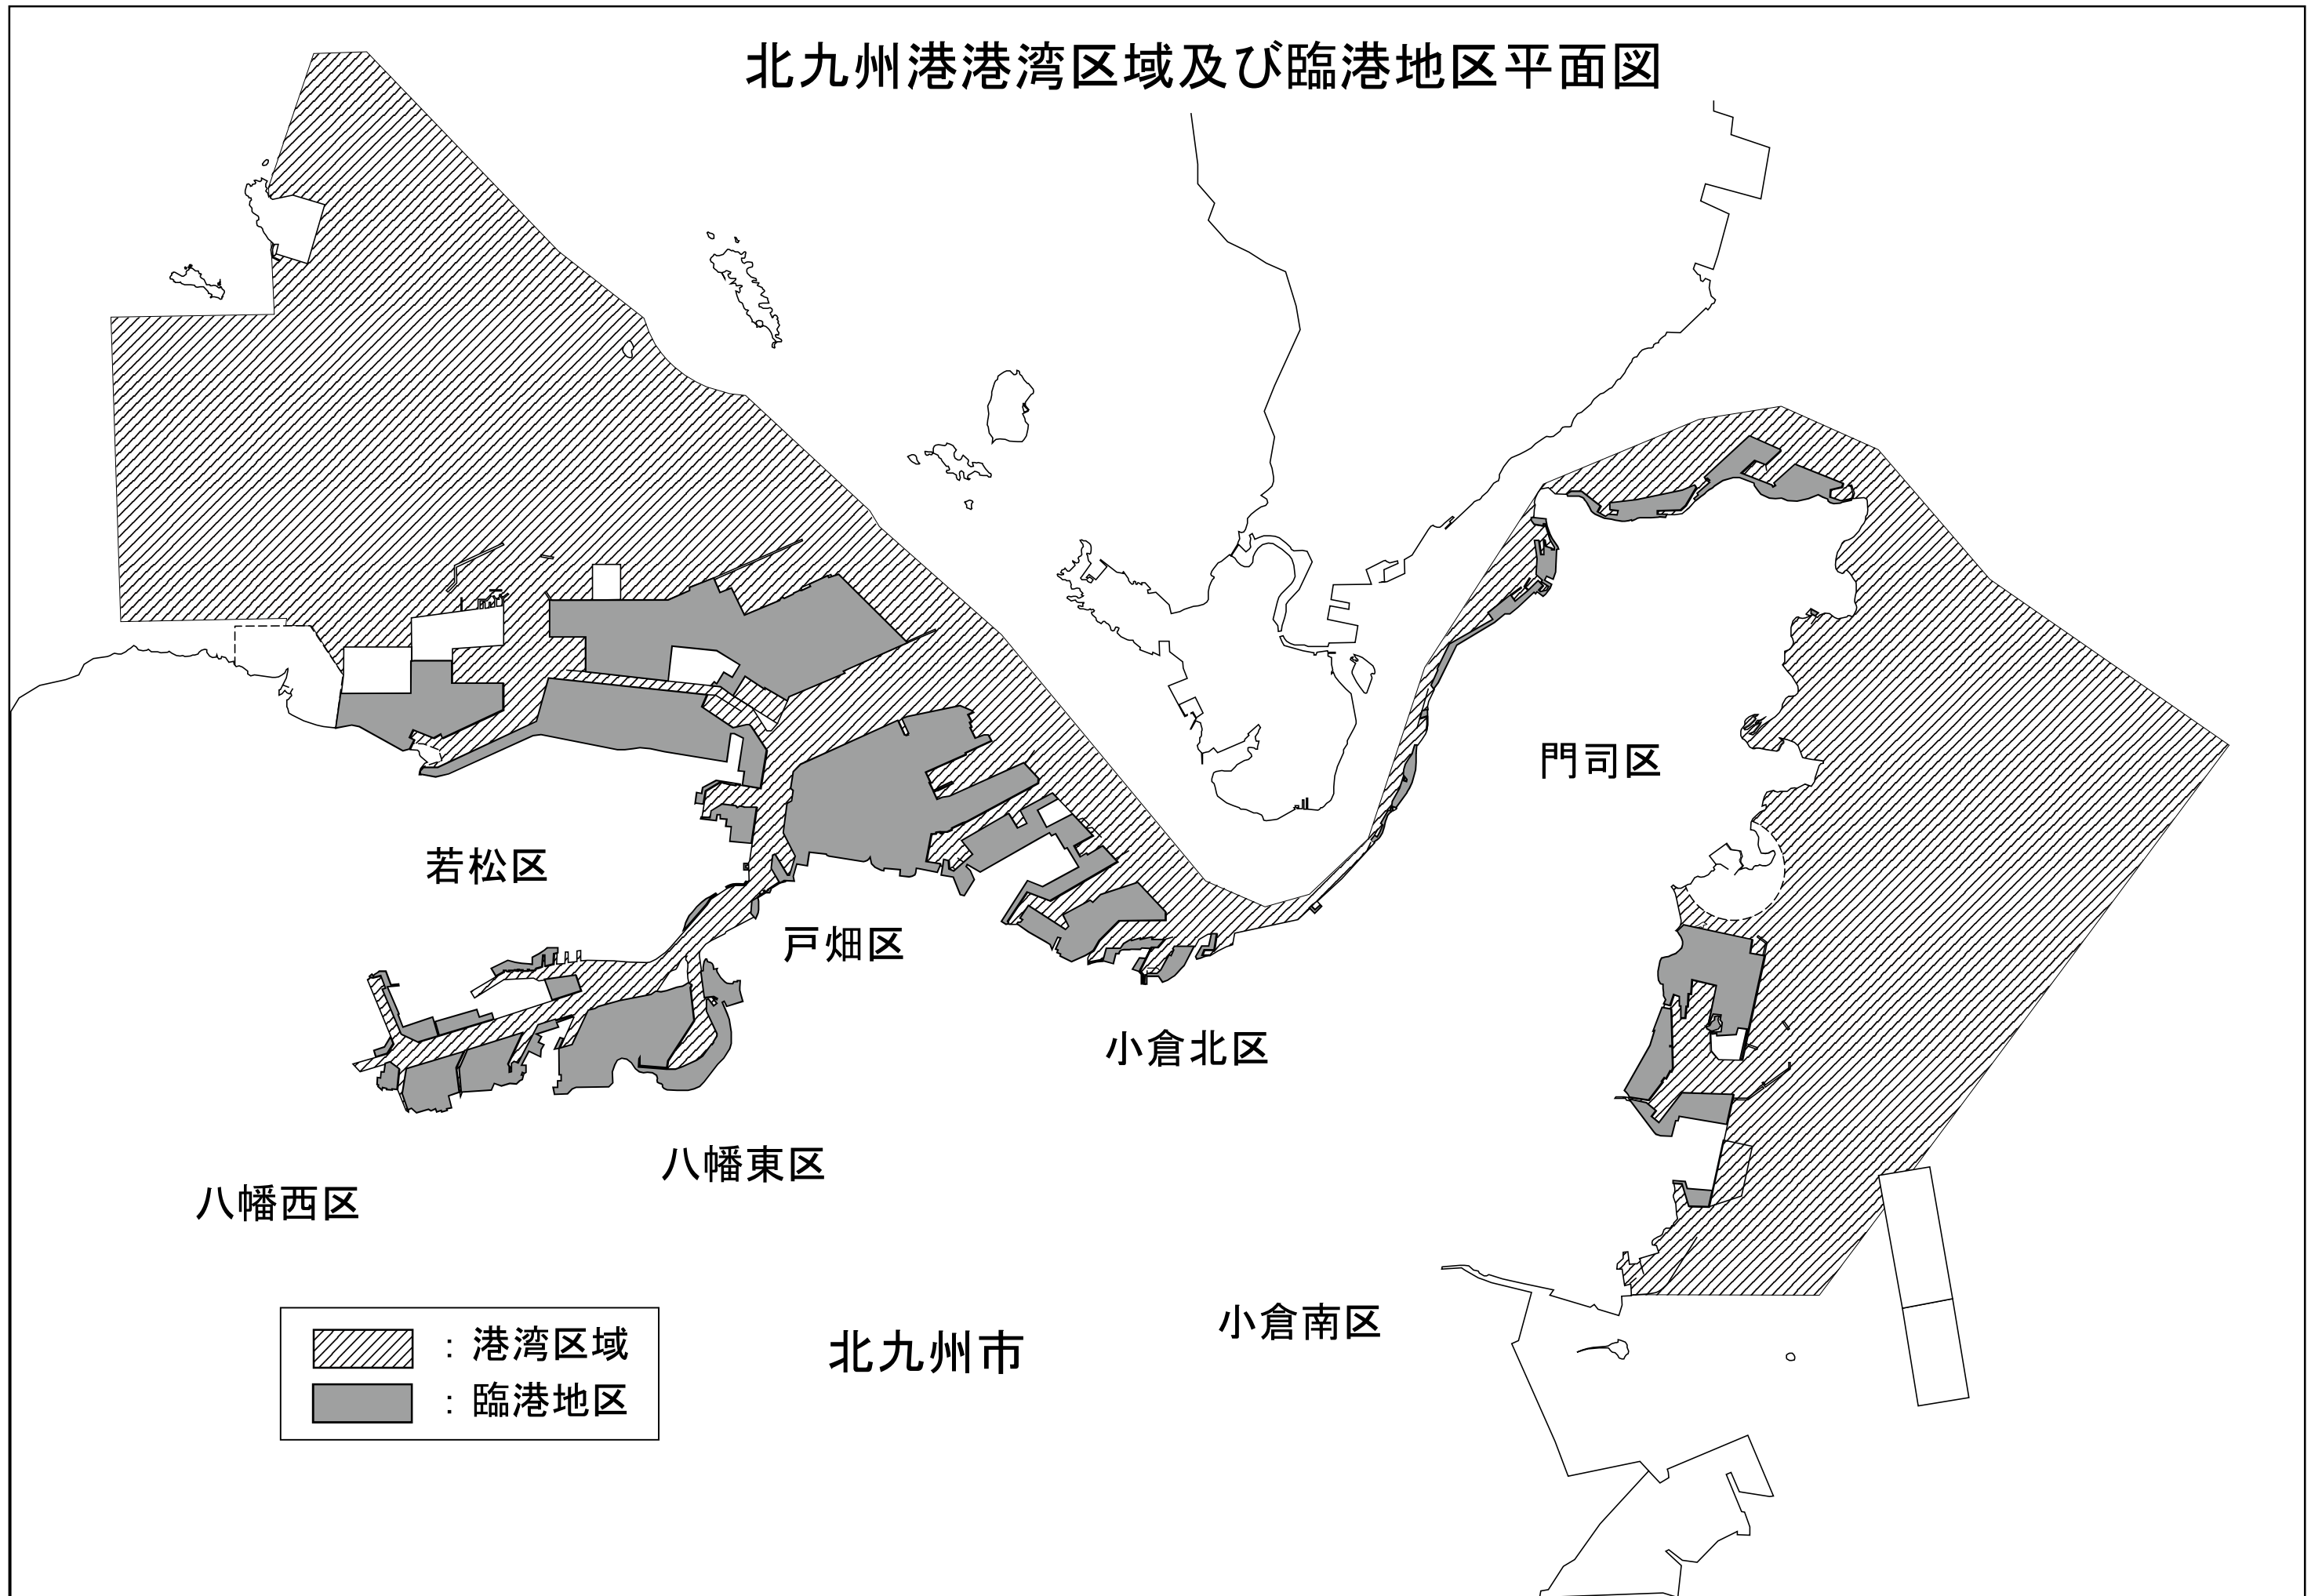 北九州港港湾区域及び臨港地区平面図
門司区
若松区
戸畑区
小倉北区
八幡東区
八幡西区
小倉南区
北九州市
：港湾区域
：臨港地区